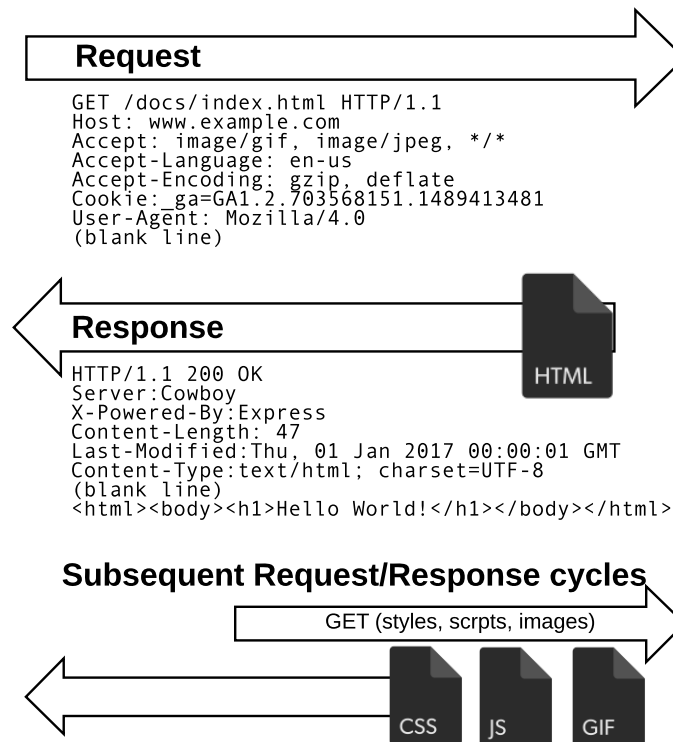 Request
GET /docs/index.html HTTP/1.1
Host: www.example.com
Accept: image/gif, image/jpeg, */*
Accept-Language: en-us
Accept-Encoding: gzip, deflate
Cookie:_ga=GA1.2.703568151.1489413481
User-Agent: Mozilla/4.0
(blank line)
Response
HTML
HTTP/1.1 200 OK
Server:Cowboy
X-Powered-By:Express
Content-Length: 47
Last-Modified:Thu, 01 Jan 2017 00:00:01 GMT
Content-Type:text/html; charset=UTF-8
(blank line)
<html><body><h1>Hello World!</h1></body></html>
Subsequent Request/Response cycles
GET (styles, scrpts, images)
CSS JS GIF